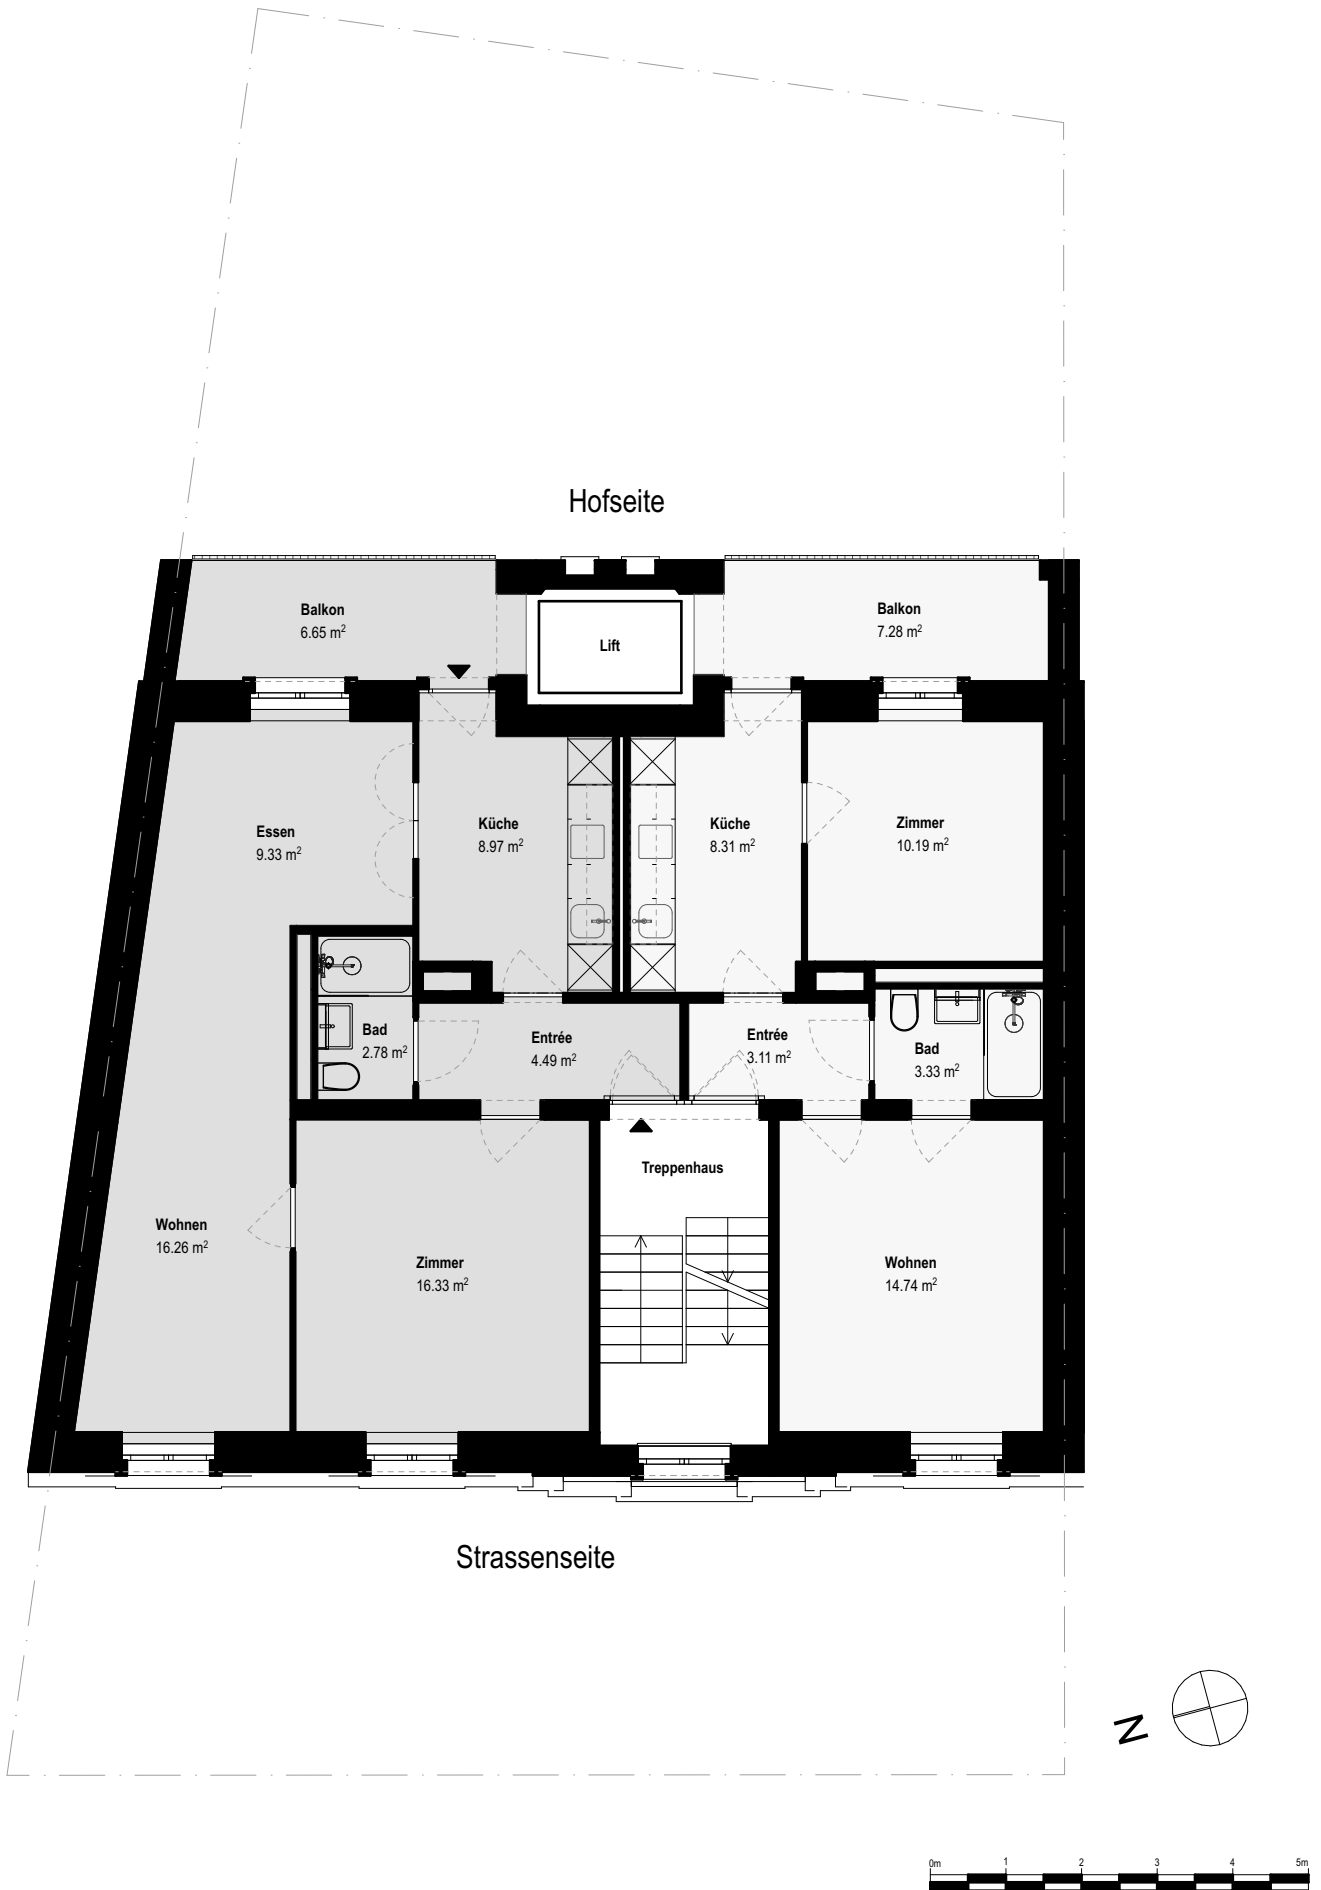 Hofseite
Balkon
6.65 m²
Lift
Balkon
7.28 m²
Essen
9.33 m²
Küche
8.97 m²
Küche
8.31 m²
Zimmer
10.19 m²
Bad
2.78 m²
Entrée
4.49 m²
Entrée
3.11 m²
Bad
3.33 m²
Treppenhaus
Wohnen
16.26 m²
Zimmer
16.33 m²
Wohnen
14.74 m²
Strassenseite
N
0m 1 2 3 4 5m